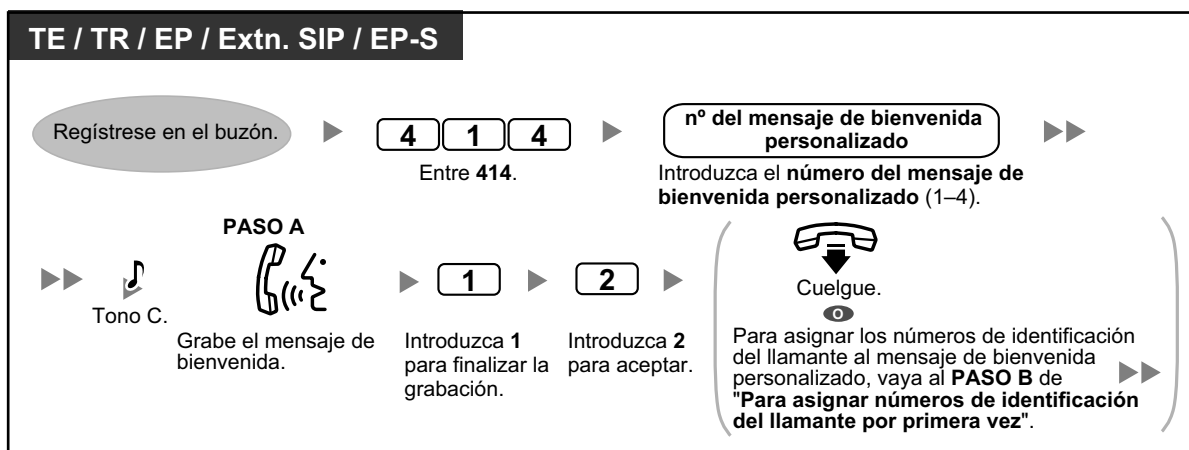 TE / TR / EP / Extn. SIP / EP-S
Regístrese en el buzón.
4 1 4
Entre 414.
nº del mensaje de bienvenida
personalizado
Introduzca el número del mensaje de
bienvenida personalizado (1–4).
Tono C.
PASO A
Grabe el mensaje de
bienvenida.
1
Introduzca 1
para finalizar la
grabación.
2
Introduzca 2
para aceptar.
Cuelgue.
O
Para asignar los números de identificación
del llamante al mensaje de bienvenida
personalizado, vaya al PASO B de
"Para asignar números de identificación
del llamante por primera vez".